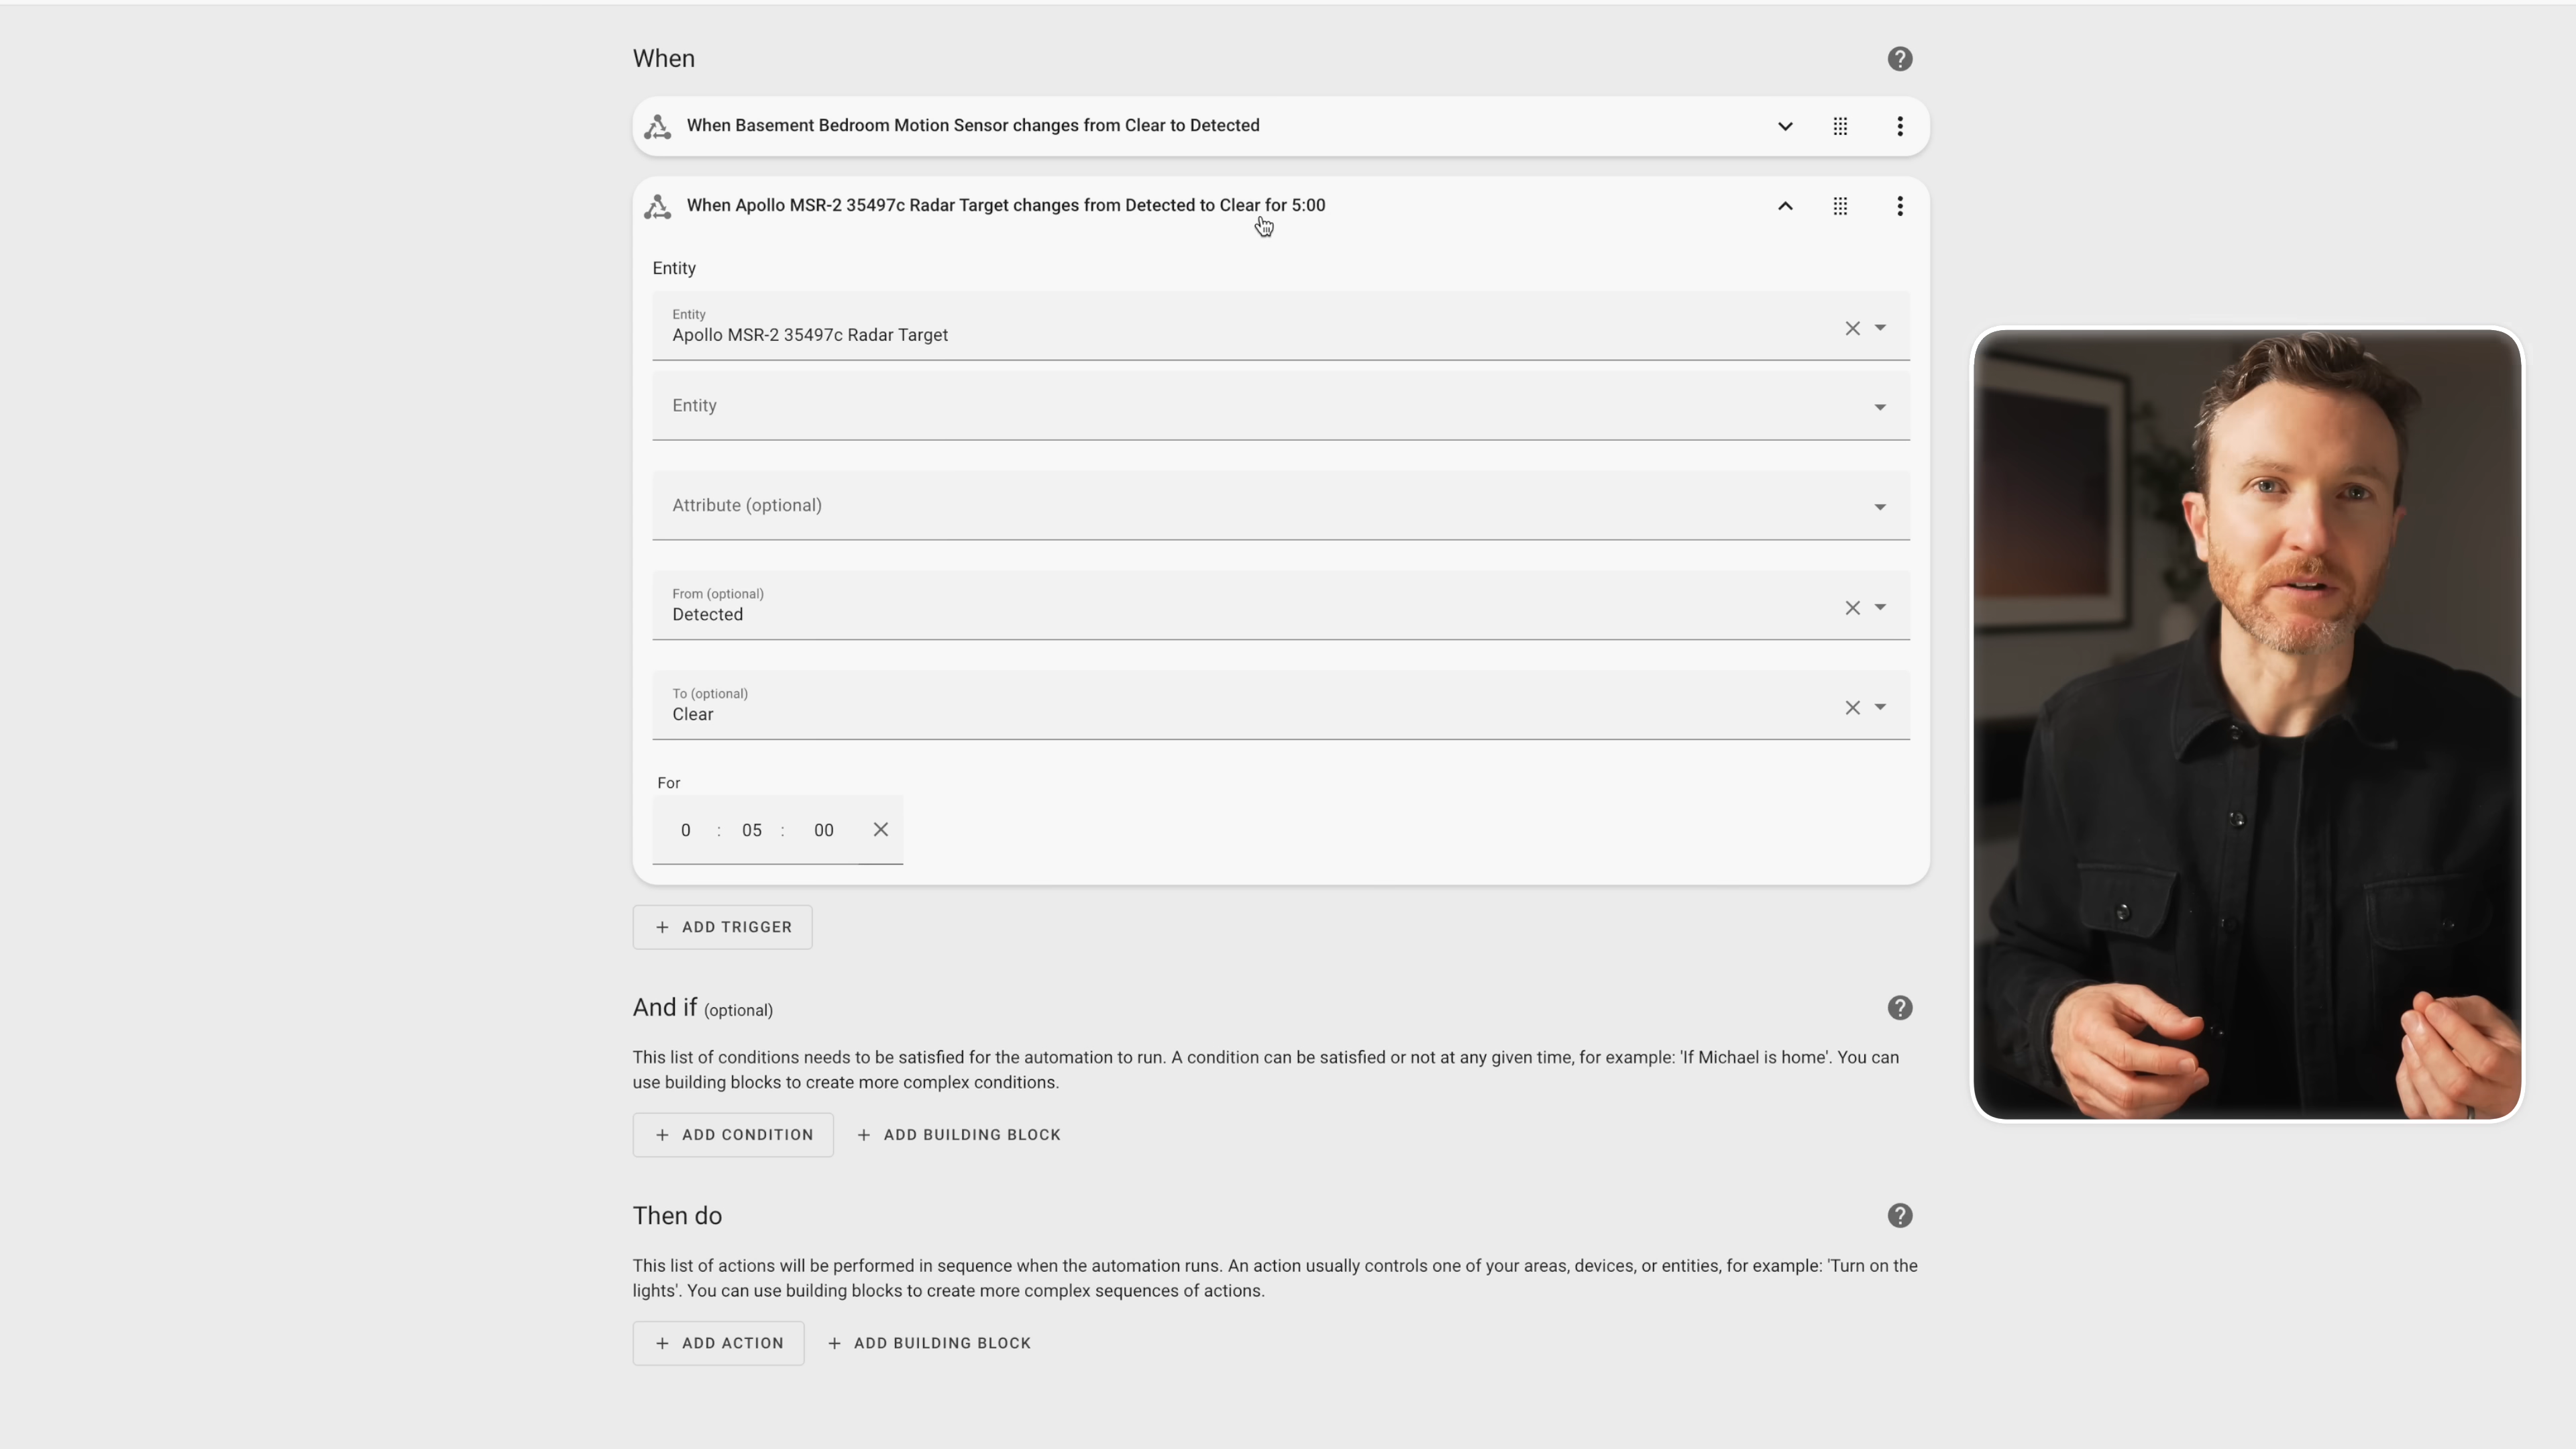 When
When Basement Bedroom Motion Sensor changes from Clear to Detected
When Apollo MSR-2 35497c Radar Target changes from Detected to Clear for 5:00
Entity
Entity
Apollo MSR-2 35497c Radar Target
Entity
Attribute (optional)
From (optional)
Detected
To (optional)
Clear
For
0 : 05 : 00
+ ADD TRIGGER
And if (optional)
This list of conditions needs to be satisfied for the automation to run. A condition can be satisfied or not at any given time, for example: 'If Michael is home'. You can
use building blocks to create more complex conditions.
+ ADD CONDITION + ADD BUILDING BLOCK
Then do
This list of actions will be performed in sequence when the automation runs. An action usually controls one of your areas, devices, or entities, for example: 'Turn on the
lights'. You can use building blocks to create more complex sequences of actions.
+ ADD ACTION + ADD BUILDING BLOCK